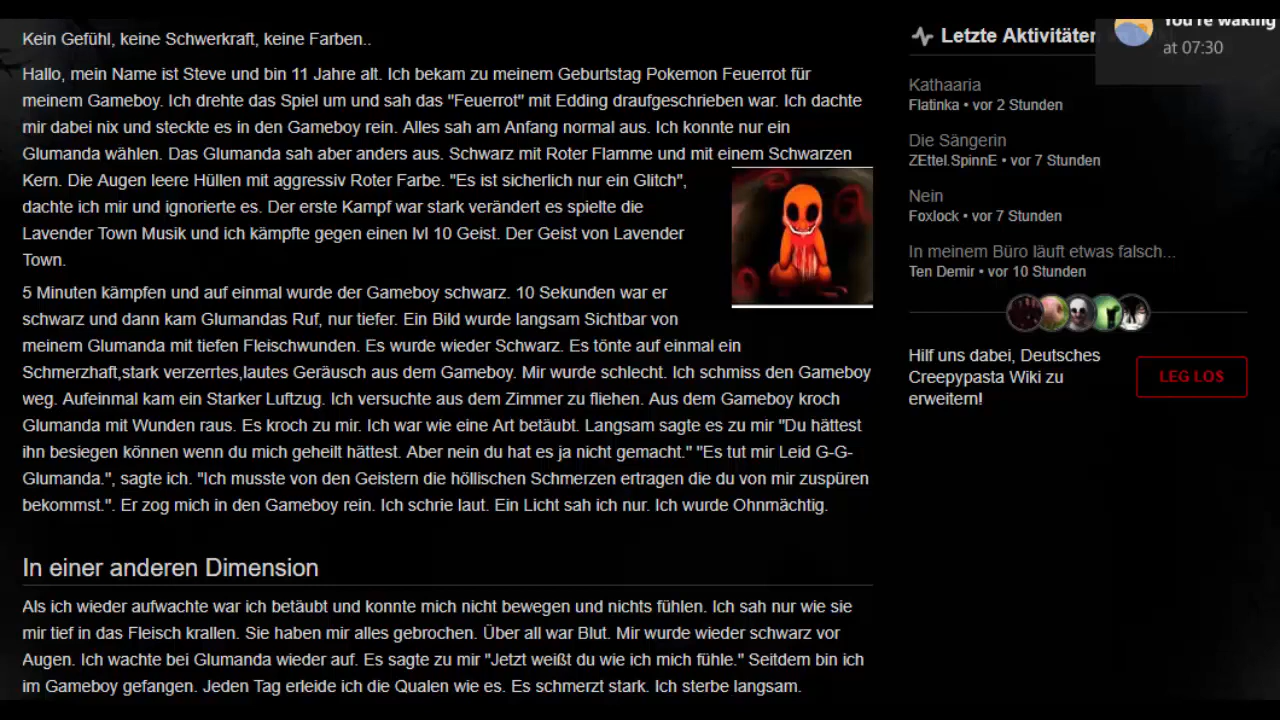 Kein Gefühl, keine Schwerkraft, keine Farben..
Hallo, mein Name ist Steve und bin 11 Jahre alt. Ich bekam zu meinem Geburtstag Pokemon Feuerrot für
meinem Gameboy. Ich drehte das Spiel um und sah das "Feuerrot" mit Edding draufgeschrieben war. Ich dachte
mir dabei nix und steckte es in den Gameboy rein. Alles sah am Anfang normal aus. Ich konnte nur ein
Glumanda wählen. Das Glumanda sah aber anders aus. Schwarz mit Roter Flamme und mit einem Schwarzen
Kern. Die Augen leere Hüllen mit aggressiv Roter Farbe. "Es ist sicherlich nur ein Glitch",
dachte ich mir und ignorierte es. Der erste Kampf war stark verändert es spielte die
Lavender Town Musik und ich kämpfte gegen einen lvl 10 Geist. Der Geist von Lavender
Town.
5 Minuten kämpfen und auf einmal wurde der Gameboy schwarz. 10 Sekunden war er
schwarz und dann kam Glumandas Ruf, nur tiefer. Ein Bild wurde langsam Sichtbar von
meinem Glumanda mit tiefen Fleischwunden. Es wurde wieder Schwarz. Es tönte auf einmal ein
Schmerzhaft,stark verzerrtes,lautes Geräusch aus dem Gameboy. Mir wurde schlecht. Ich schmiss den Gameboy
weg. Aufeinmal kam ein Starker Luftzug. Ich versuchte aus dem Zimmer zu fliehen. Aus dem Gameboy kroch
Glumanda mit Wunden raus. Es kroch zu mir. Ich war wie eine Art betäubt. Langsam sagte es zu mir "Du hättest
ihn besiegen können wenn du mich geheilt hättest. Aber nein du hat es ja nicht gemacht." "Es tut mir Leid G-G-
Glumanda.", sagte ich. "Ich musste von den Geistern die höllischen Schmerzen ertragen die du von mir zuspüren
bekommst.". Er zog mich in den Gameboy rein. Ich schrie laut. Ein Licht sah ich nur. Ich wurde Ohnmächtig.
In einer anderen Dimension
Als ich wieder aufwachte war ich betäubt und konnte mich nicht bewegen und nichts fühlen. Ich sah nur wie sie
mir tief in das Fleisch krallen. Sie haben mir alles gebrochen. Über all war Blut. Mir wurde wieder schwarz vor
Augen. Ich wachte bei Glumanda wieder auf. Es sagte zu mir "Jetzt weißt du wie ich mich fühle." Seitdem bin ich
im Gameboy gefangen. Jeden Tag erleide ich die Qualen wie es. Es schmerzt stark. Ich sterbe langsam.
Letzte Aktivitäten
You're waking
at 07:30
Kathaaria
Flatinka • vor 2 Stunden
Die Sängerin
ZEttel.SpinnE • vor 7 Stunden
Nein
Foxlock • vor 7 Stunden
In meinem Büro läuft etwas falsch...
Ten Demir • vor 10 Stunden
Hilf uns dabei, Deutsches
Creepypasta Wiki zu
erweitern!
LEG LOS